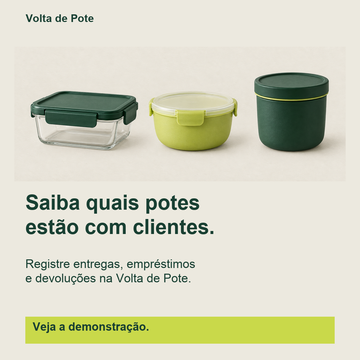 Volta de Pote
Saiba quais potes
estão com clientes.
Registre entregas, empréstimos
e devoluções na Volta de Pote.
Veja a demonstração.